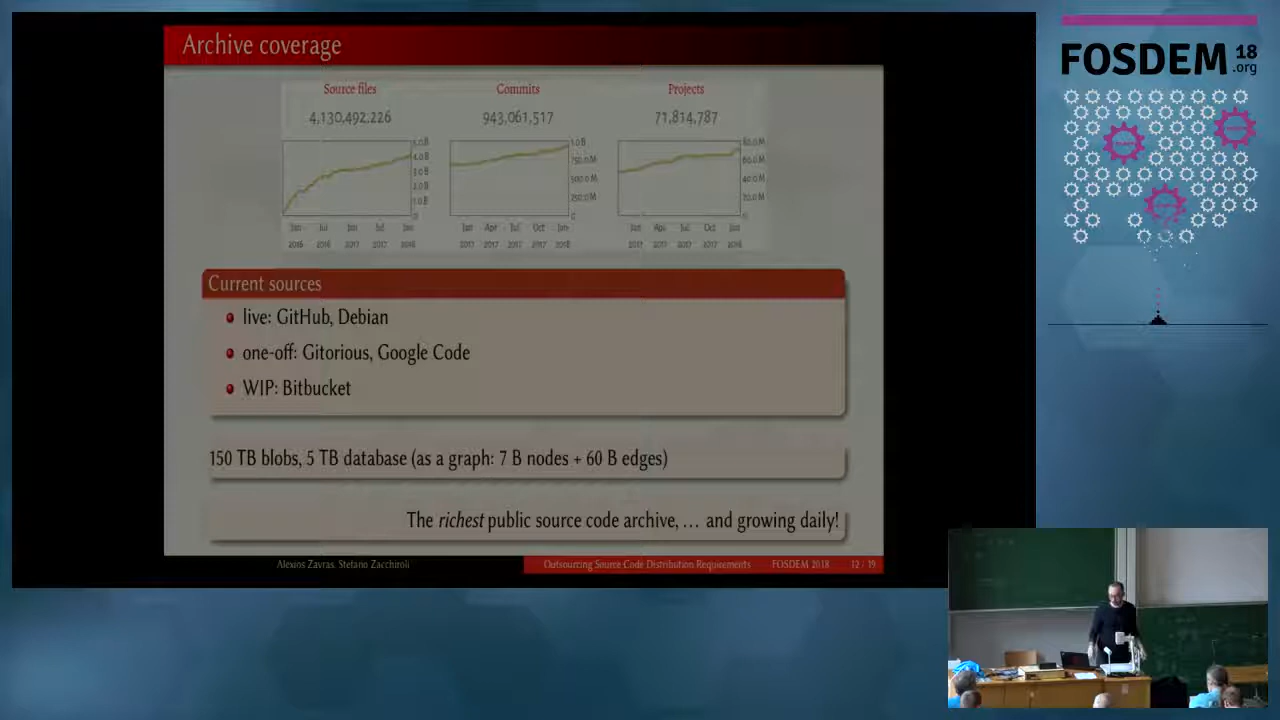 Archive coverage
Source files
Commits
Projects
4,130,492,226
943,061,517
71,814,787
Current sources
live: GitHub, Debian
one-off: Gitorious, Google Code
WIP: Bitbucket
150 TB blobs, 5 TB database (as a graph: 7 B nodes + 60 B edges)
The richest public source code archive, … and growing daily!
Alexios Zavras, Stefano Zacchiroli
Outsourcing Source Code Distribution Requirements
FOSDEM 2018
12 / 19
FOSDEM 18
.org